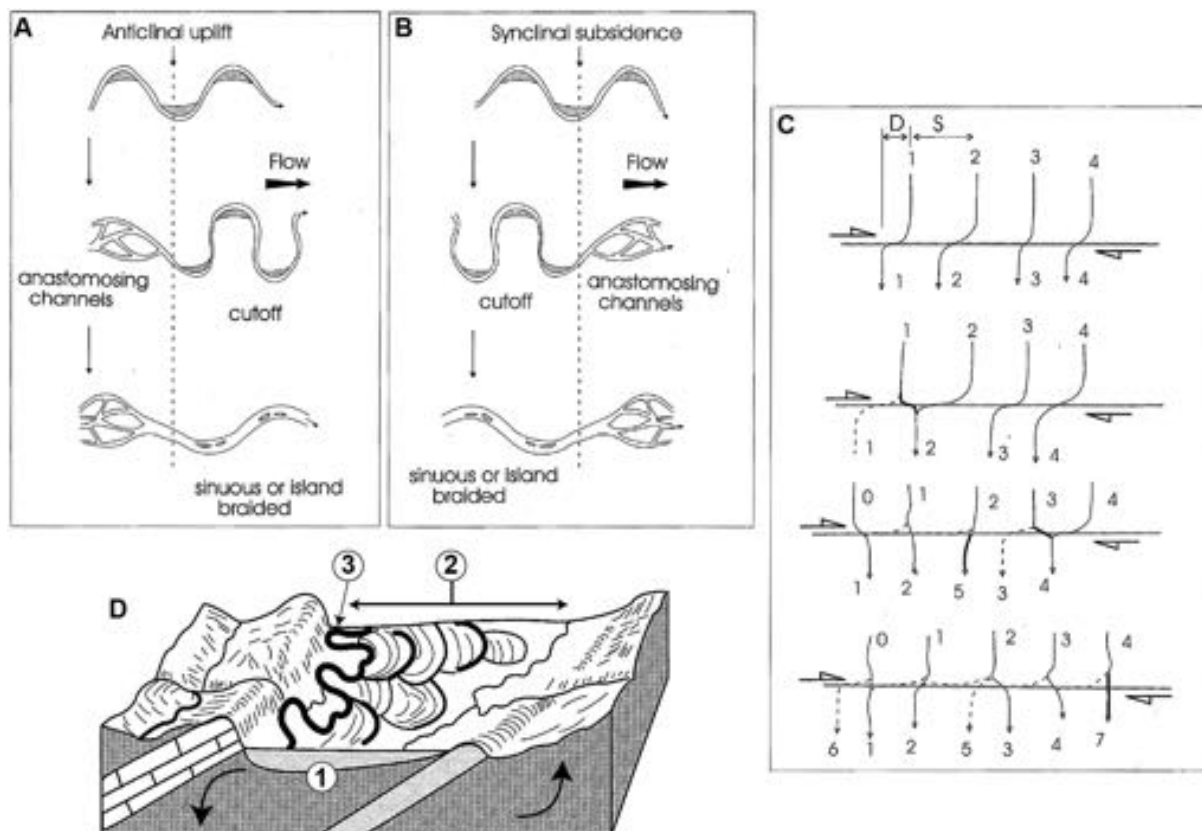 A
Anticlinal uplift
Flow
anastomosing
channels
cutoff
sinuous or island
braided
B
Synclinal subsidence
Flow
cutoff
anastomosing
channels
sinuous or island
braided
C
D S
1 2 3 4
1 2 3 4
1 2 3 4
1 2 3 4
0 1 2 3 4
1 2 5 3 4
0 1 2 3 4
6 1 2 5 3 4 7
D
3 2
1